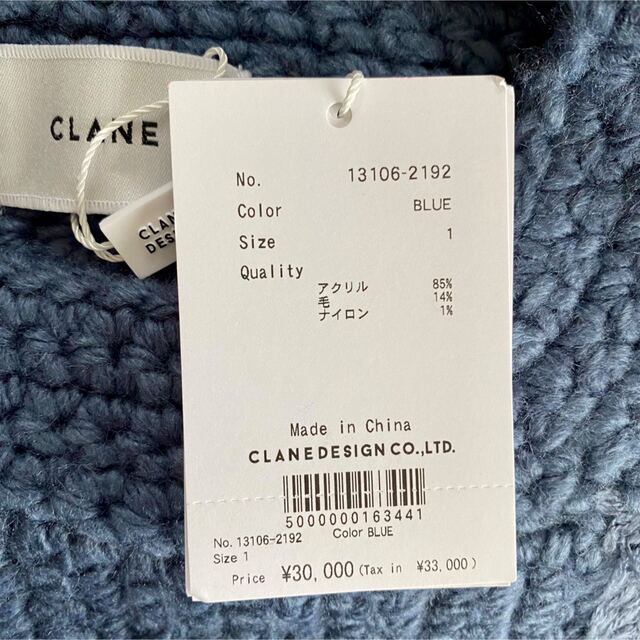 CLANE
CLAN
DES
No. 13106-2192
Color BLUE
Size 1
Quality
アクリル 85%
毛 14%
ナイロン 1%
Made in China
CLANE DESIGN CO.,LTD.
5000000163441
No. 13106-2192 Color BLUE
Size 1
Price ¥30,000 (Tax in ¥33,000)